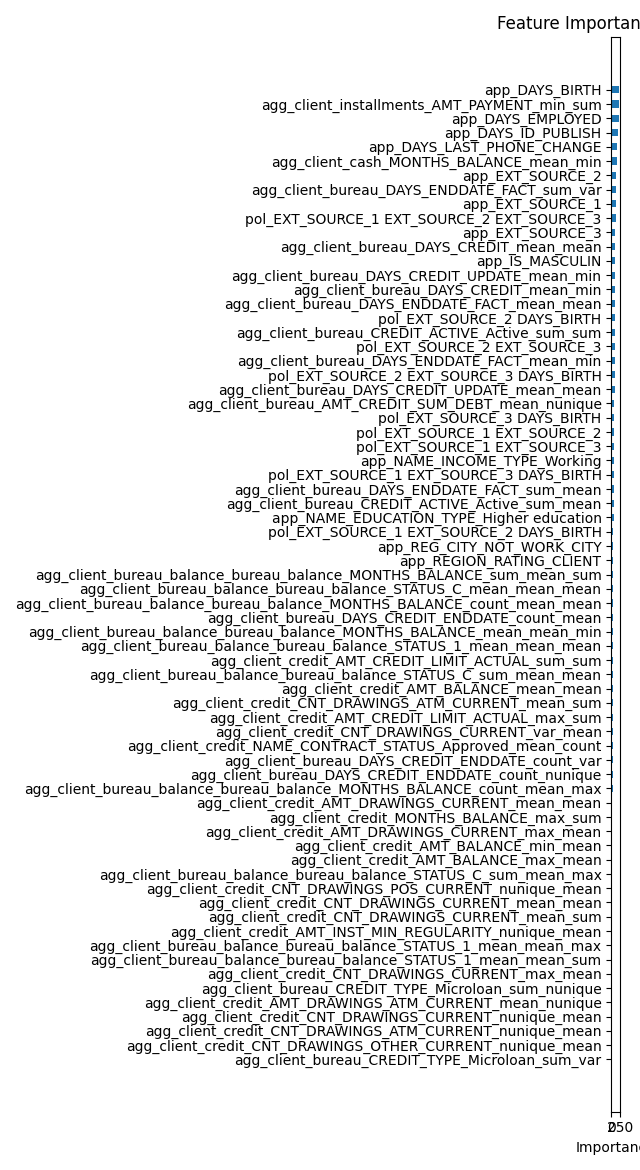 Feature Importan
app_DAYS_BIRTH
agg_client_installments_AMT_PAYMENT_min_sum
app_DAYS_EMPLOYED
app_DAYS_ID_PUBLISH
app_DAYS_LAST_PHONE_CHANGE
agg_client_cash_MONTHS_BALANCE_mean_min
app_EXT_SOURCE_2
agg_client_bureau_DAYS_ENDDATE_FACT_sum_var
app_EXT_SOURCE_1
pol_EXT_SOURCE_1 EXT_SOURCE_2 EXT_SOURCE_3
app_EXT_SOURCE_3
agg_client_bureau_DAYS_CREDIT_mean_mean
app_IS_MASCULIN
agg_client_bureau_DAYS_CREDIT_UPDATE_mean_min
agg_client_bureau_DAYS_CREDIT_mean_min
agg_client_bureau_DAYS_ENDDATE_FACT_mean_mean
pol_EXT_SOURCE_2 DAYS_BIRTH
agg_client_bureau_CREDIT_ACTIVE_Active_sum_sum
pol_EXT_SOURCE_2 EXT_SOURCE_3
agg_client_bureau_DAYS_ENDDATE_FACT_mean_min
pol_EXT_SOURCE_2 EXT_SOURCE_3 DAYS_BIRTH
agg_client_bureau_DAYS_CREDIT_UPDATE_mean_mean
agg_client_bureau_AMT_CREDIT_SUM_DEBT_mean_nunique
pol_EXT_SOURCE_3 DAYS_BIRTH
pol_EXT_SOURCE_1 EXT_SOURCE_2
pol_EXT_SOURCE_1 EXT_SOURCE_3
app_NAME_INCOME_TYPE_Working
pol_EXT_SOURCE_1 EXT_SOURCE_3 DAYS_BIRTH
agg_client_bureau_DAYS_ENDDATE_FACT_sum_mean
agg_client_bureau_CREDIT_ACTIVE_Active_sum_mean
app_NAME_EDUCATION_TYPE_Higher education
pol_EXT_SOURCE_1 EXT_SOURCE_2 DAYS_BIRTH
app_REG_CITY_NOT_WORK_CITY
app_REGION_RATING_CLIENT
agg_client_bureau_balance_bureau_balance_MONTHS_BALANCE_sum_mean_sum
agg_client_bureau_balance_bureau_balance_STATUS_C_mean_mean_mean
agg_client_bureau_balance_bureau_balance_MONTHS_BALANCE_count_mean_mean
agg_client_bureau_DAYS_CREDIT_ENDDATE_count_mean
agg_client_bureau_balance_bureau_balance_MONTHS_BALANCE_mean_mean_min
agg_client_bureau_balance_bureau_balance_STATUS_1_mean_mean_mean
agg_client_credit_AMT_CREDIT_LIMIT_ACTUAL_sum_sum
agg_client_bureau_balance_bureau_balance_STATUS_C_sum_mean_mean
agg_client_credit_AMT_BALANCE_mean_mean
agg_client_credit_CNT_DRAWINGS_ATM_CURRENT_mean_sum
agg_client_credit_AMT_CREDIT_LIMIT_ACTUAL_max_sum
agg_client_credit_CNT_DRAWINGS_CURRENT_var_mean
agg_client_credit_NAME_CONTRACT_STATUS_Approved_mean_count
agg_client_bureau_DAYS_CREDIT_ENDDATE_count_var
agg_client_bureau_DAYS_CREDIT_ENDDATE_count_nunique
agg_client_bureau_balance_bureau_balance_MONTHS_BALANCE_count_mean_max
agg_client_credit_AMT_DRAWINGS_CURRENT_mean_mean
agg_client_credit_MONTHS_BALANCE_max_sum
agg_client_credit_AMT_DRAWINGS_CURRENT_max_mean
agg_client_credit_AMT_BALANCE_min_mean
agg_client_credit_AMT_BALANCE_max_mean
agg_client_bureau_balance_bureau_balance_STATUS_C_sum_mean_max
agg_client_credit_CNT_DRAWINGS_POS_CURRENT_nunique_mean
agg_client_credit_CNT_DRAWINGS_CURRENT_mean_mean
agg_client_credit_CNT_DRAWINGS_CURRENT_mean_sum
agg_client_credit_AMT_INST_MIN_REGULARITY_nunique_mean
agg_client_bureau_balance_bureau_balance_STATUS_1_mean_mean_max
agg_client_bureau_balance_bureau_balance_STATUS_1_mean_mean_sum
agg_client_credit_CNT_DRAWINGS_CURRENT_max_mean
agg_client_bureau_CREDIT_TYPE_Microloan_sum_nunique
agg_client_credit_AMT_DRAWINGS_ATM_CURRENT_mean_nunique
agg_client_credit_CNT_DRAWINGS_CURRENT_nunique_mean
agg_client_credit_CNT_DRAWINGS_ATM_CURRENT_nunique_mean
agg_client_credit_CNT_DRAWINGS_OTHER_CURRENT_nunique_mean
agg_client_bureau_CREDIT_TYPE_Microloan_sum_var
Importan